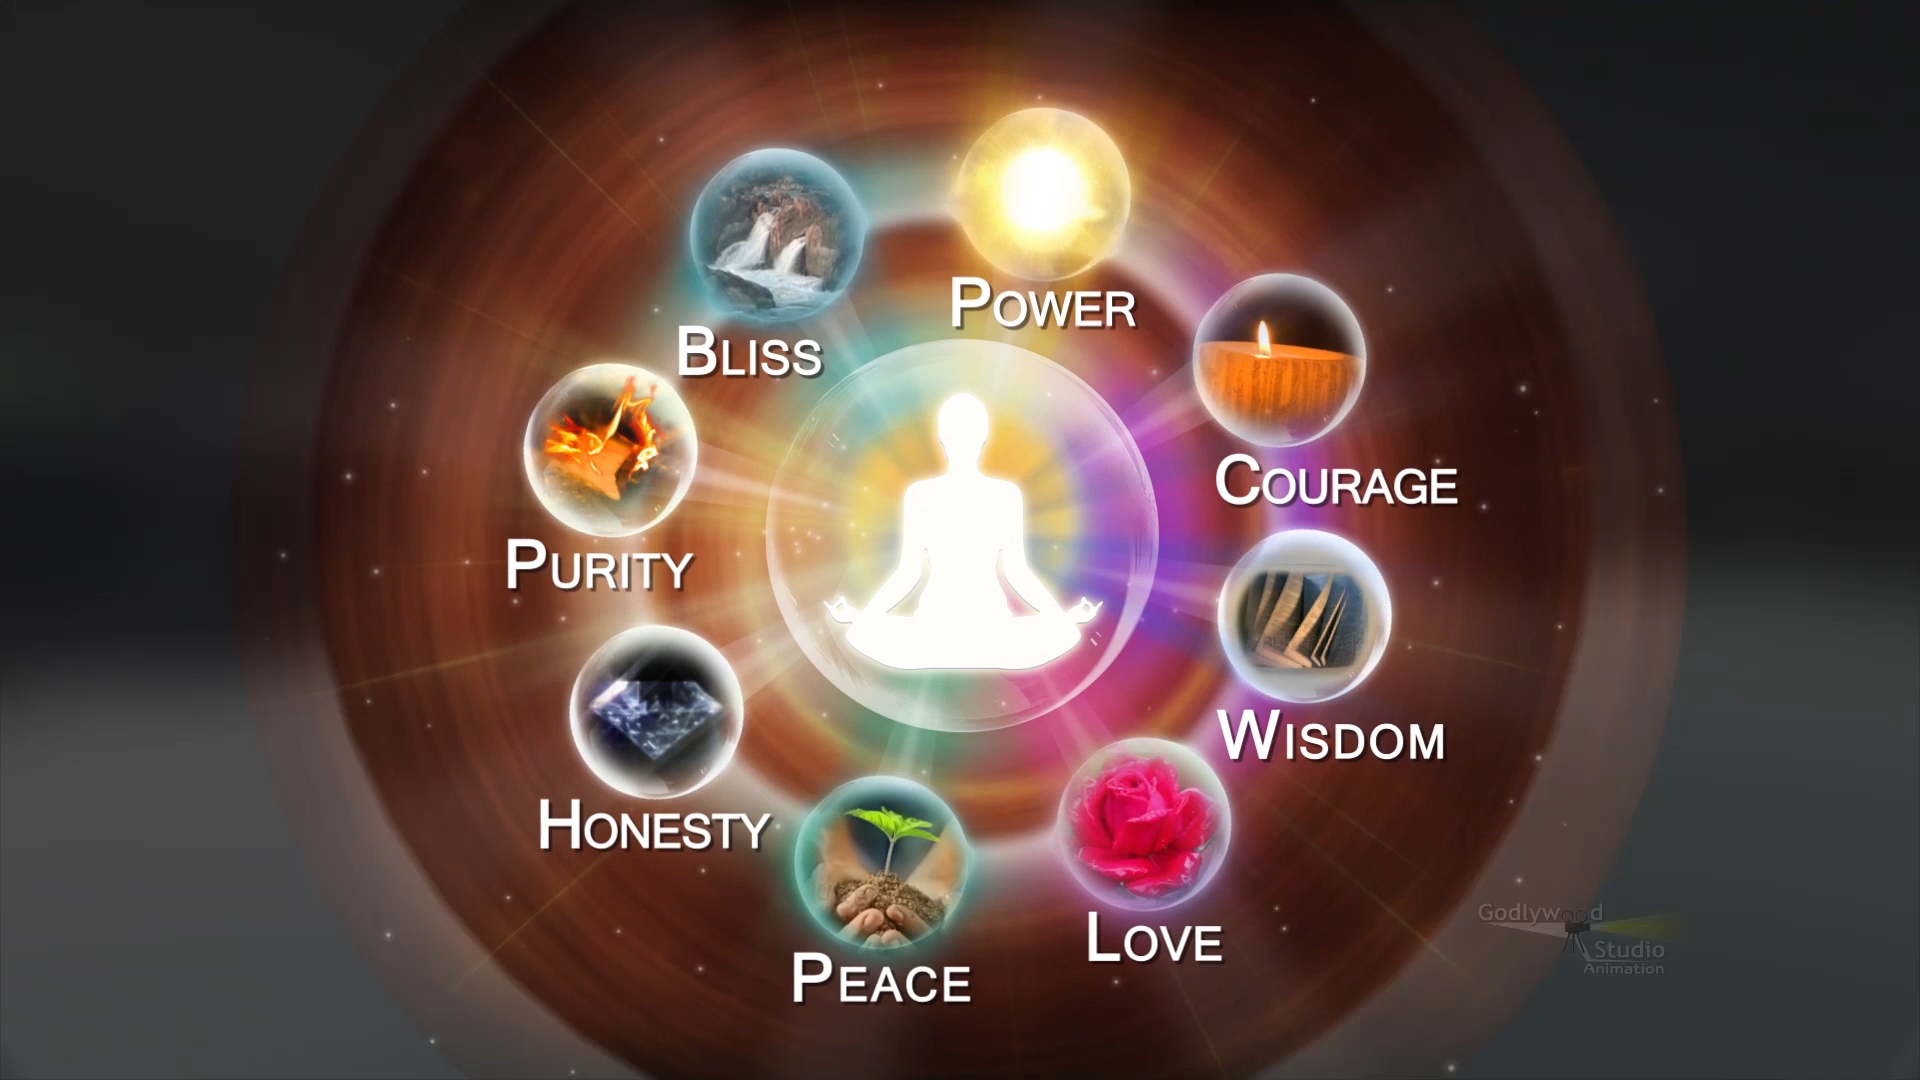 Power
Bliss
Courage
Purity
Wisdom
Honesty
Love
Peace
Godlywood
Studio
Animation